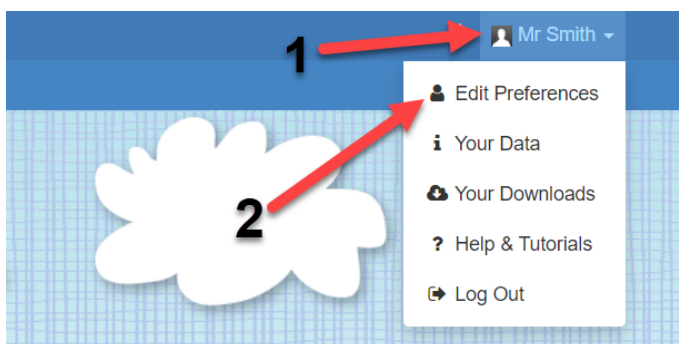 1
Mr Smith
Edit Preferences
Your Data
2
Your Downloads
? Help & Tutorials
Log Out